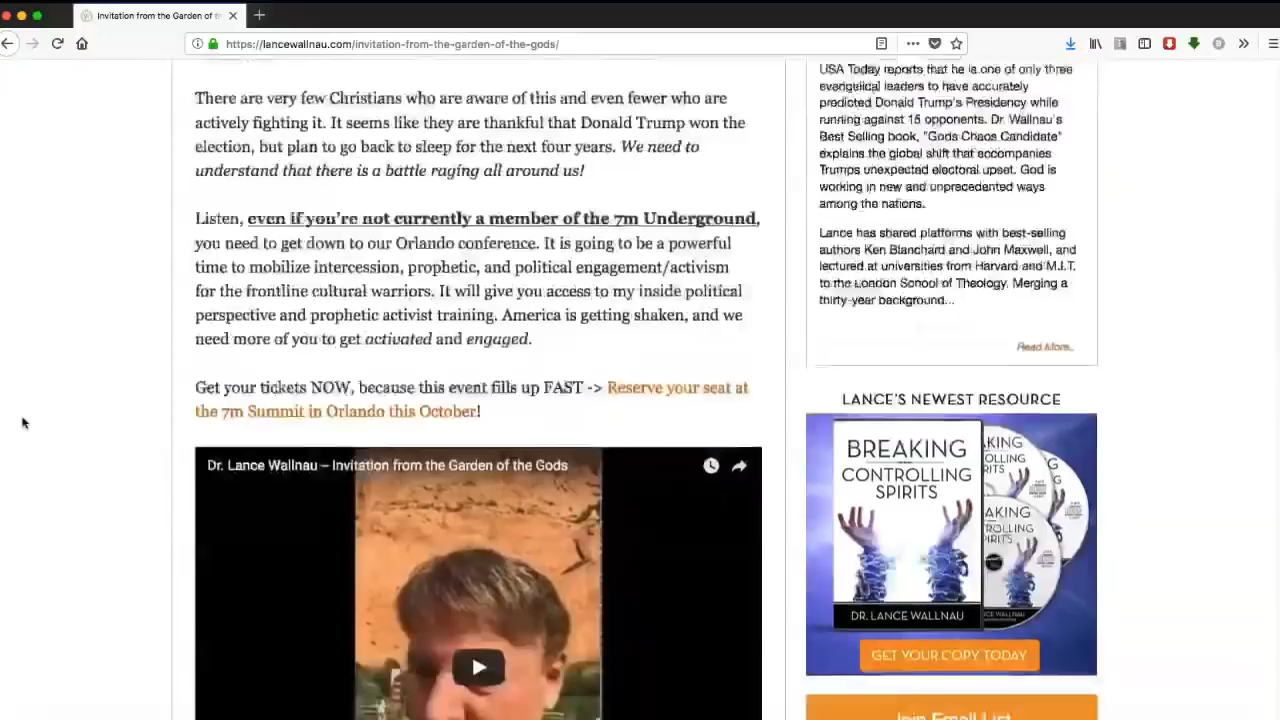 Invitation from the Garden of t
https://lancewallnau.com/invitation-from-the-garden-of-the-gods/
There are very few Christians who are aware of this and even fewer who are
actively fighting it. It seems like they are thankful that Donald Trump won the
election, but plan to go back to sleep for the next four years. We need to
understand that there is a battle raging all around us!
Listen, even if you're not currently a member of the 7m Underground,
you need to get down to our Orlando conference. It is going to be a powerful
time to mobilize intercession, prophetic, and political engagement/activism
for the frontline cultural warriors. It will give you access to my inside political
perspective and prophetic activist training. America is getting shaken, and we
need more of you to get activated and engaged.
Get your tickets NOW, because this event fills up FAST -> Reserve your seat at
the 7m Summit in Orlando this October!
Dr. Lance Wallnau – Invitation from the Garden of the Gods
USA Today reports that he is one of only three
evangelical leaders to have accurately
predicted Donald Trump's Presidency while
running against 15 opponents. Dr. Wallnau's
Best Selling book, "Gods Chaos Candidate"
explains the global shift that accompanies
Trumps unexpected electoral upset. God is
working in new and unprecedented ways
among the nations.
Lance has shared platforms with best-selling
authors Ken Blanchard and John Maxwell, and
lectured at universities from Harvard and M.I.T.
to the London School of Theology. Merging a
thirty-year background...
Read More..
LANCE'S NEWEST RESOURCE
BREAKING
CONTROLLING
SPIRITS
DR. LANCE WALLNAU
GET YOUR COPY TODAY
Join Email List